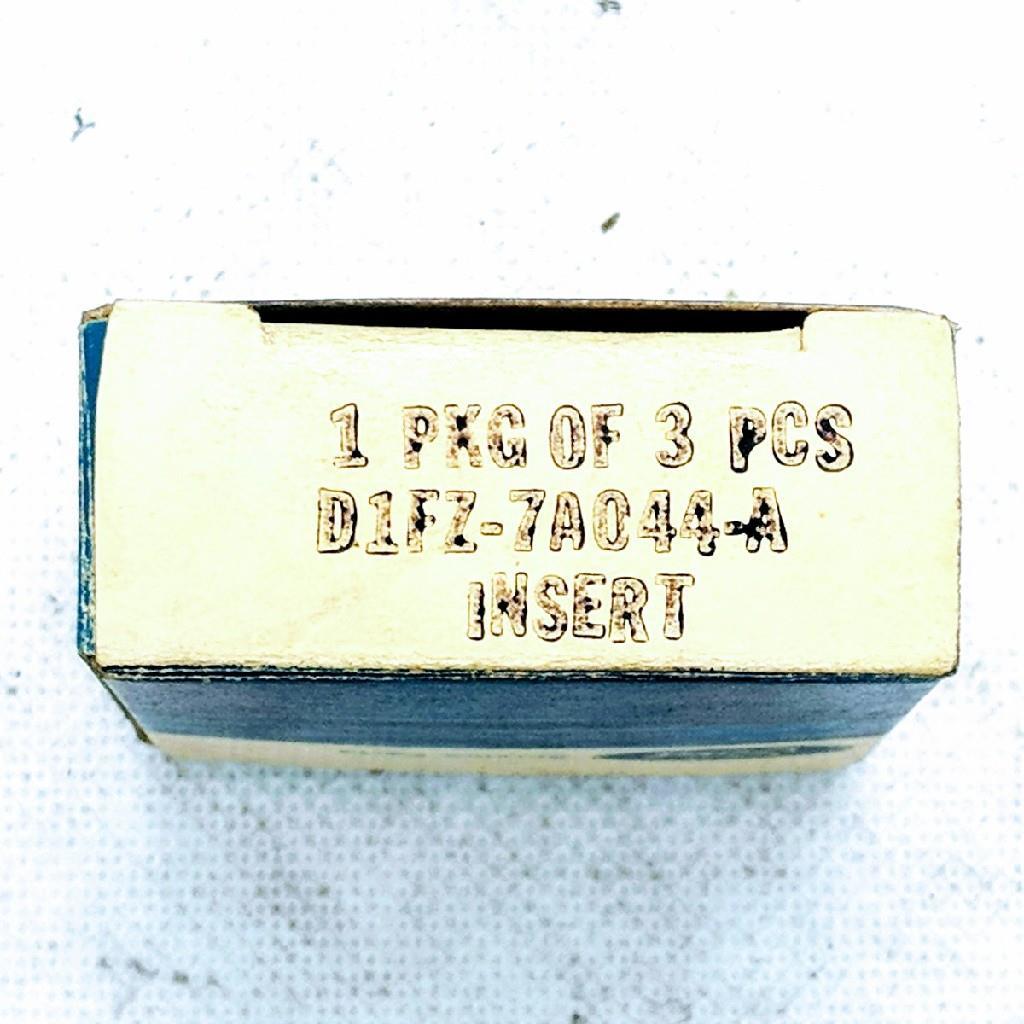 1 PKG OF 3 PCS
D1FZ-7A044-A
INSERT